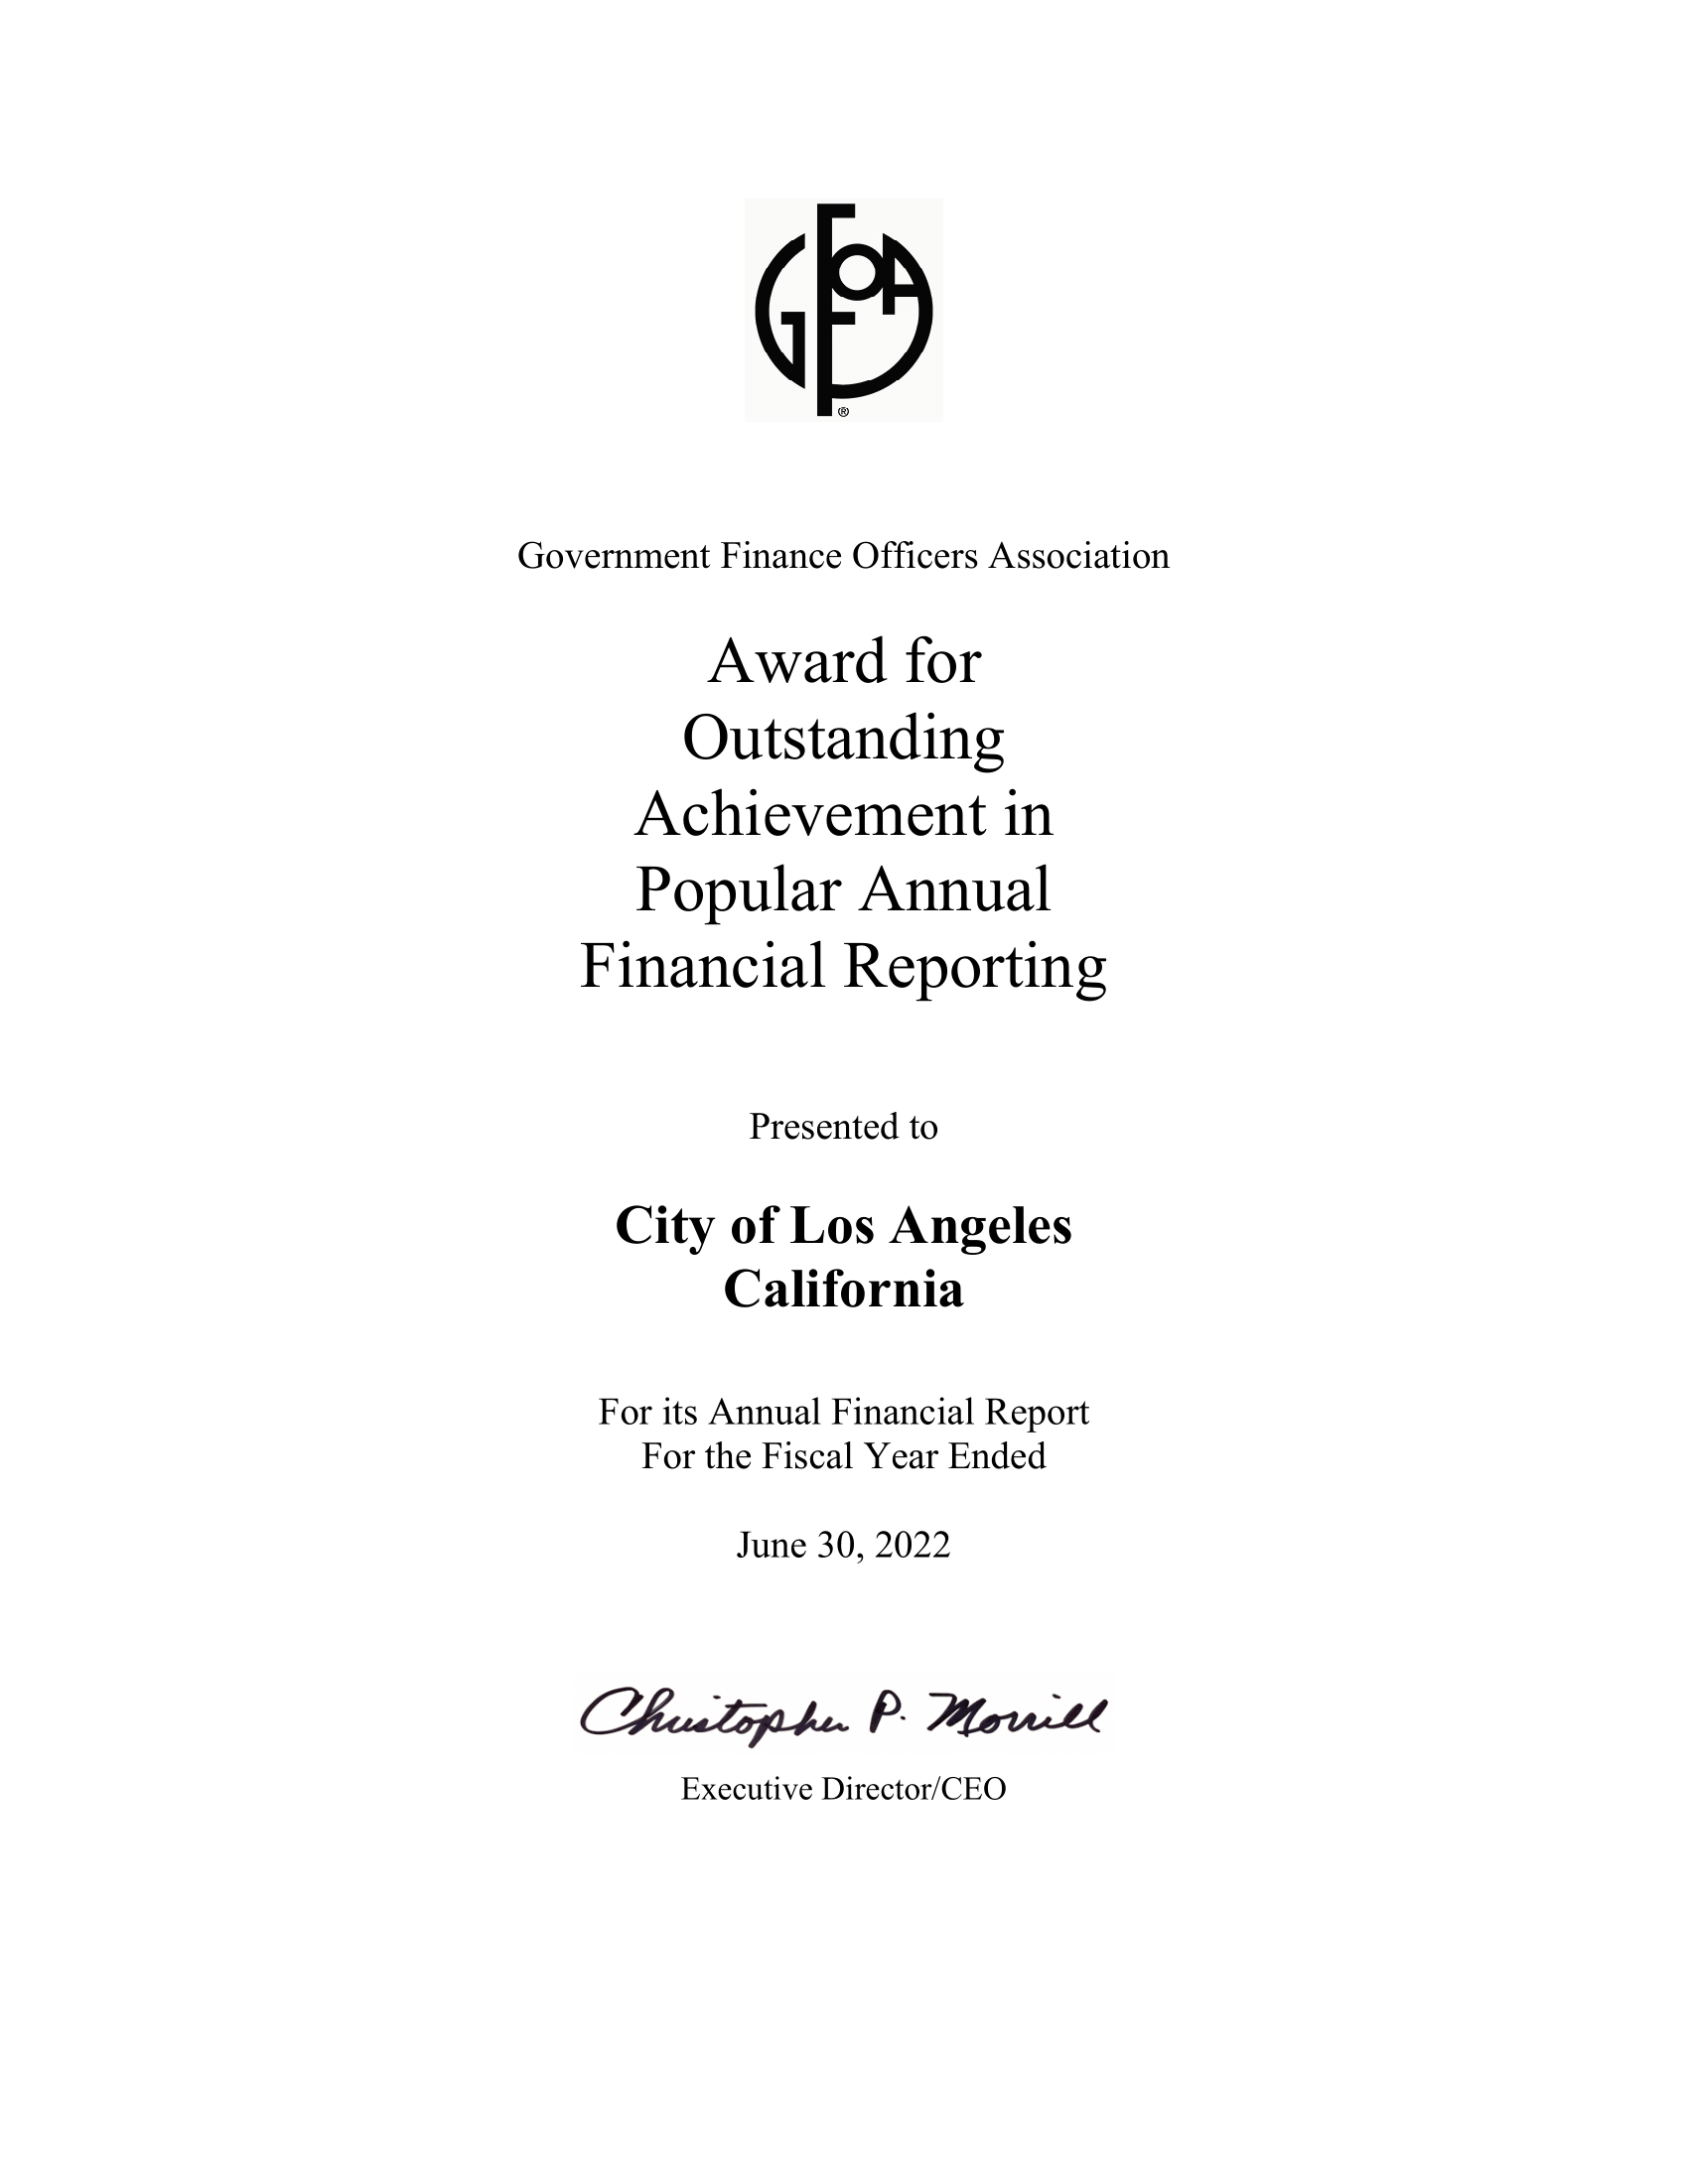 GFOA
®
Government Finance Officers Association
Award for
Outstanding
Achievement in
Popular Annual
Financial Reporting
Presented to
City of Los Angeles
California
For its Annual Financial Report
For the Fiscal Year Ended
June 30, 2022
Christopher P. Morrill
Executive Director/CEO